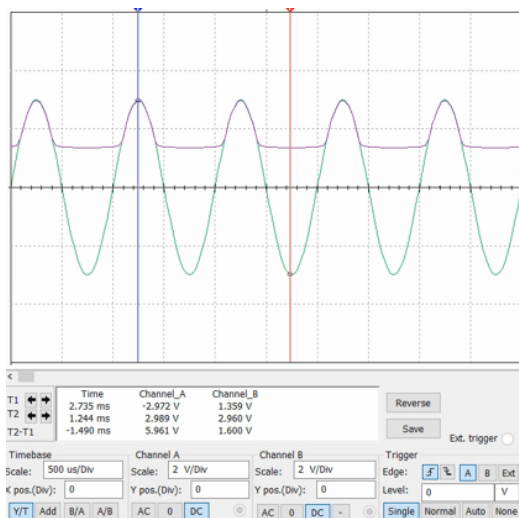 Time Channel_A Channel_B
T1 2.735 ms -2.972 V 1.359 V
T2 1.244 ms 2.989 V 2.960 V
T2-T1 -1.490 ms 5.961 V 1.600 V
Reverse
Save
Ext. trigger
Timebase
Scale: 500 us/Div
X pos.(Div): 0
Y/T Add B/A A/B
Channel A
Scale: 2 V/Div
Y pos.(Div): 0
AC 0 DC
Channel B
Scale: 2 V/Div
Y pos.(Div): 0
AC 0 DC -
Trigger
Edge: A B Ext
Level: 0 V
Single Normal Auto None